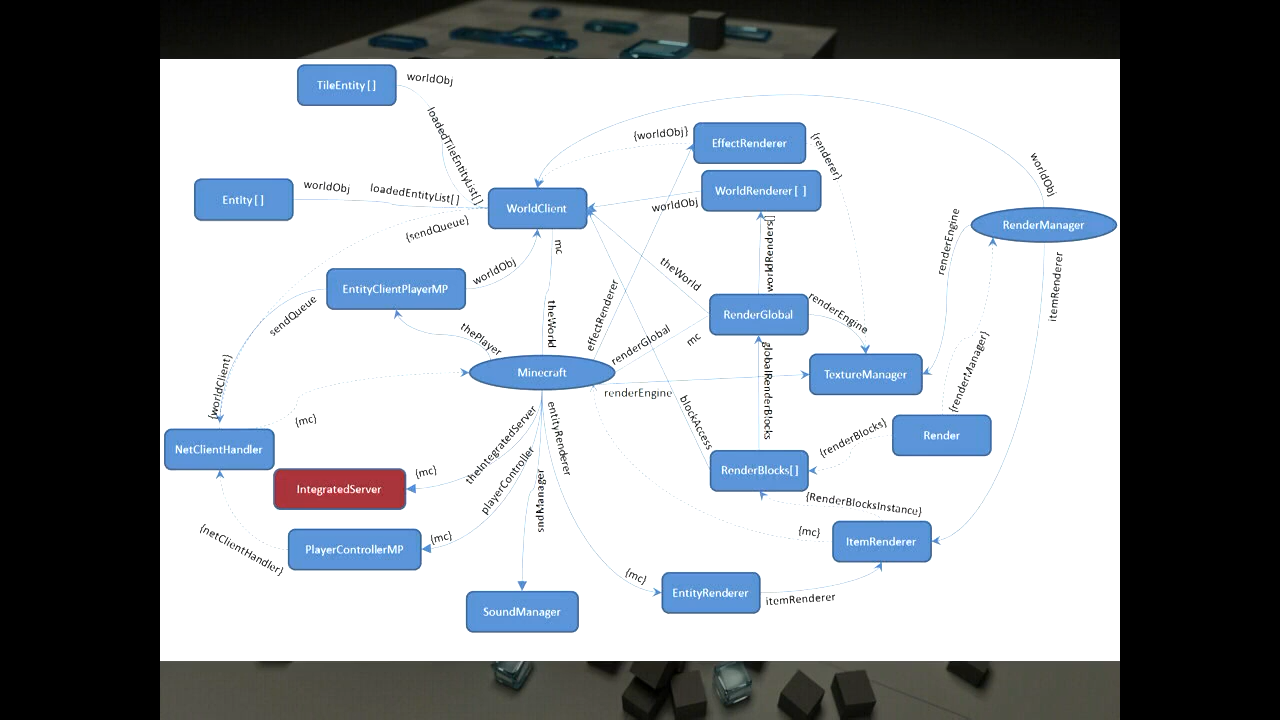 TileEntity[]
worldObj
loadedTileEntityList[]
Entity[]
worldObj
loadedEntityList[]
WorldClient
{worldObj}
EffectRenderer
{renderer}
WorldRenderer[ ]
worldObj
worldObj
RenderManager
{sendQueue}
mc
EntityClientPlayerMP
worldObj
sendQueue
thePlayer
theWorld
effectRenderer
theWorld
worldRenderers[]
RenderGlobal
renderEngine
renderEngine
itemRenderer
renderGlobal
mc
Minecraft
renderEngine
globalRenderBlocks
TextureManager
{renderManager}
{worldClient}
{mc}
NetClientHandler
theIntegratedServer
entityRenderer
blockAccess
{renderBlocks}
Render
{mc}
IntegratedServer
playerController
sndManager
RenderBlocks[]
{RenderBlocksInstance}
{netClientHandler}
PlayerControllerMP
{mc}
{mc}
ItemRenderer
{mc}
EntityRenderer
itemRenderer
SoundManager